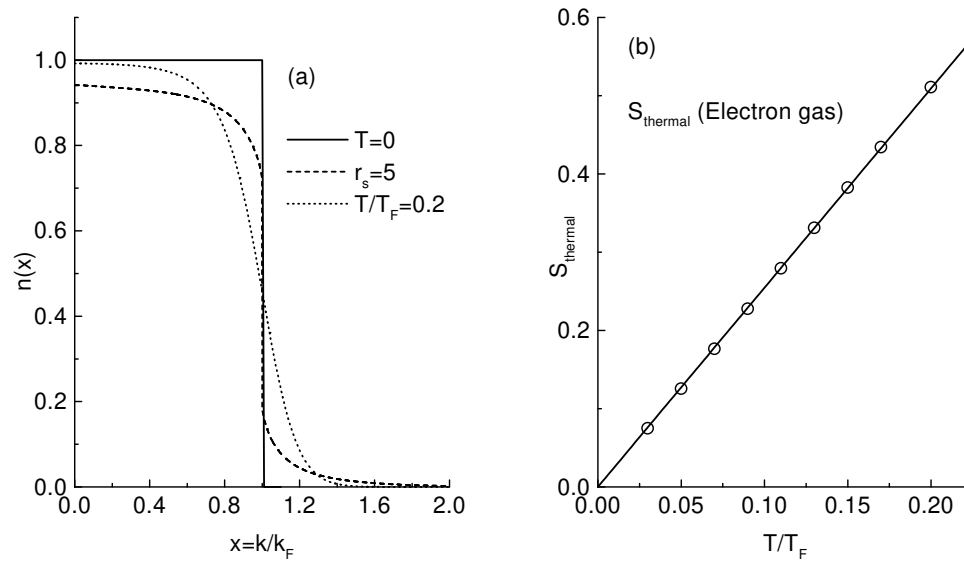 (a)
T=0
r_s=5
T/T_F=0.2
n(x)
1.0
0.8
0.6
0.4
0.2
0.0
0.0 0.4 0.8 1.2 1.6 2.0
x=k/k_F
(b)
S_thermal (Electron gas)
S_thermal
0.6
0.4
0.2
0.0
0.00 0.05 0.10 0.15 0.20
T/T_F